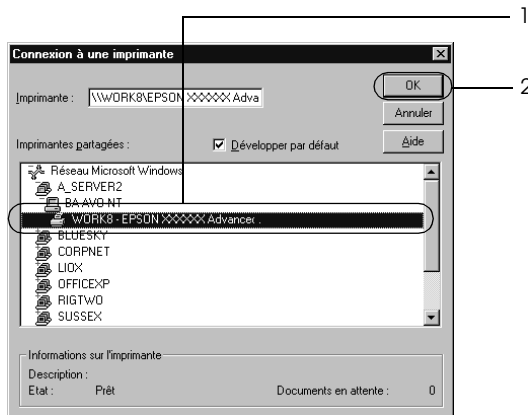 1
Connexion à une imprimante
Imprimante : \\WORK8\EPSON XXXXXX Adva
OK
2
Annuler
Imprimantes partagées :
Développer par défaut
Aide
Réseau Microsoft Windows
A_SERVER2
BA AVO NT
WORK8 - EPSON XXXXXX Advanced .
BLUESKY
CORPNET
LIOX
OFFICEXP
RIGTWO
SUSSEX
Informations sur l'imprimante
Description :
Etat : Prêt
Documents en attente : 0